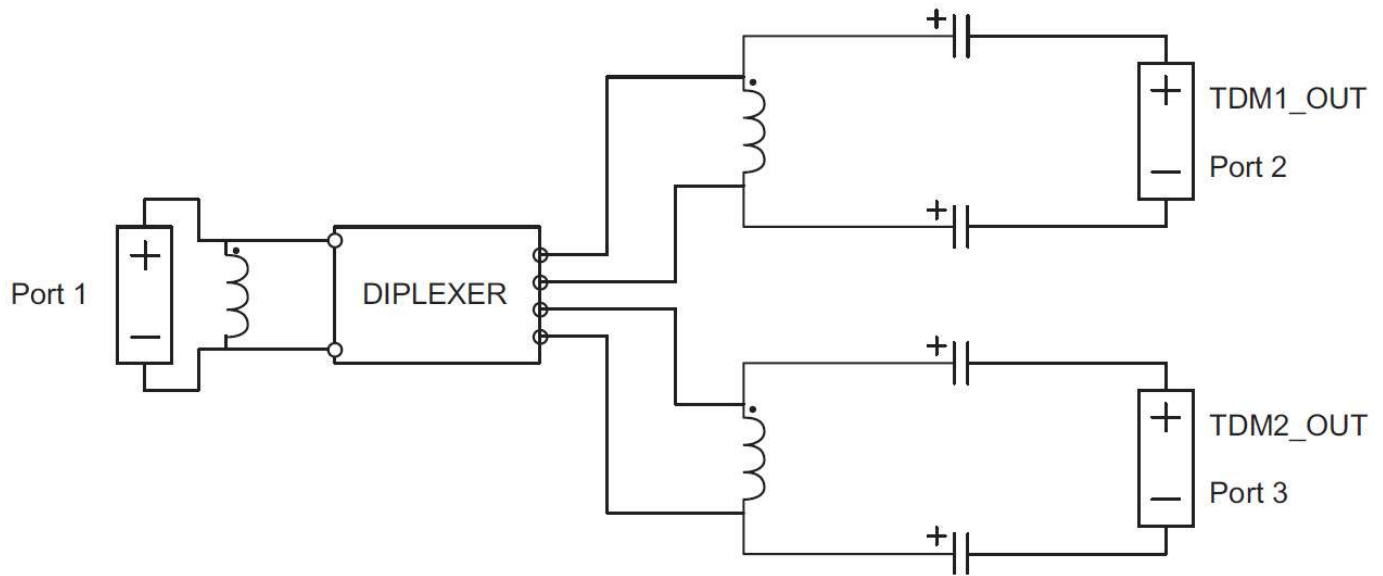 +
+
TDM1_OUT
−
Port 2
+
+
Port 1
−
DIPLEXER
+
+
TDM2_OUT
−
Port 3
+